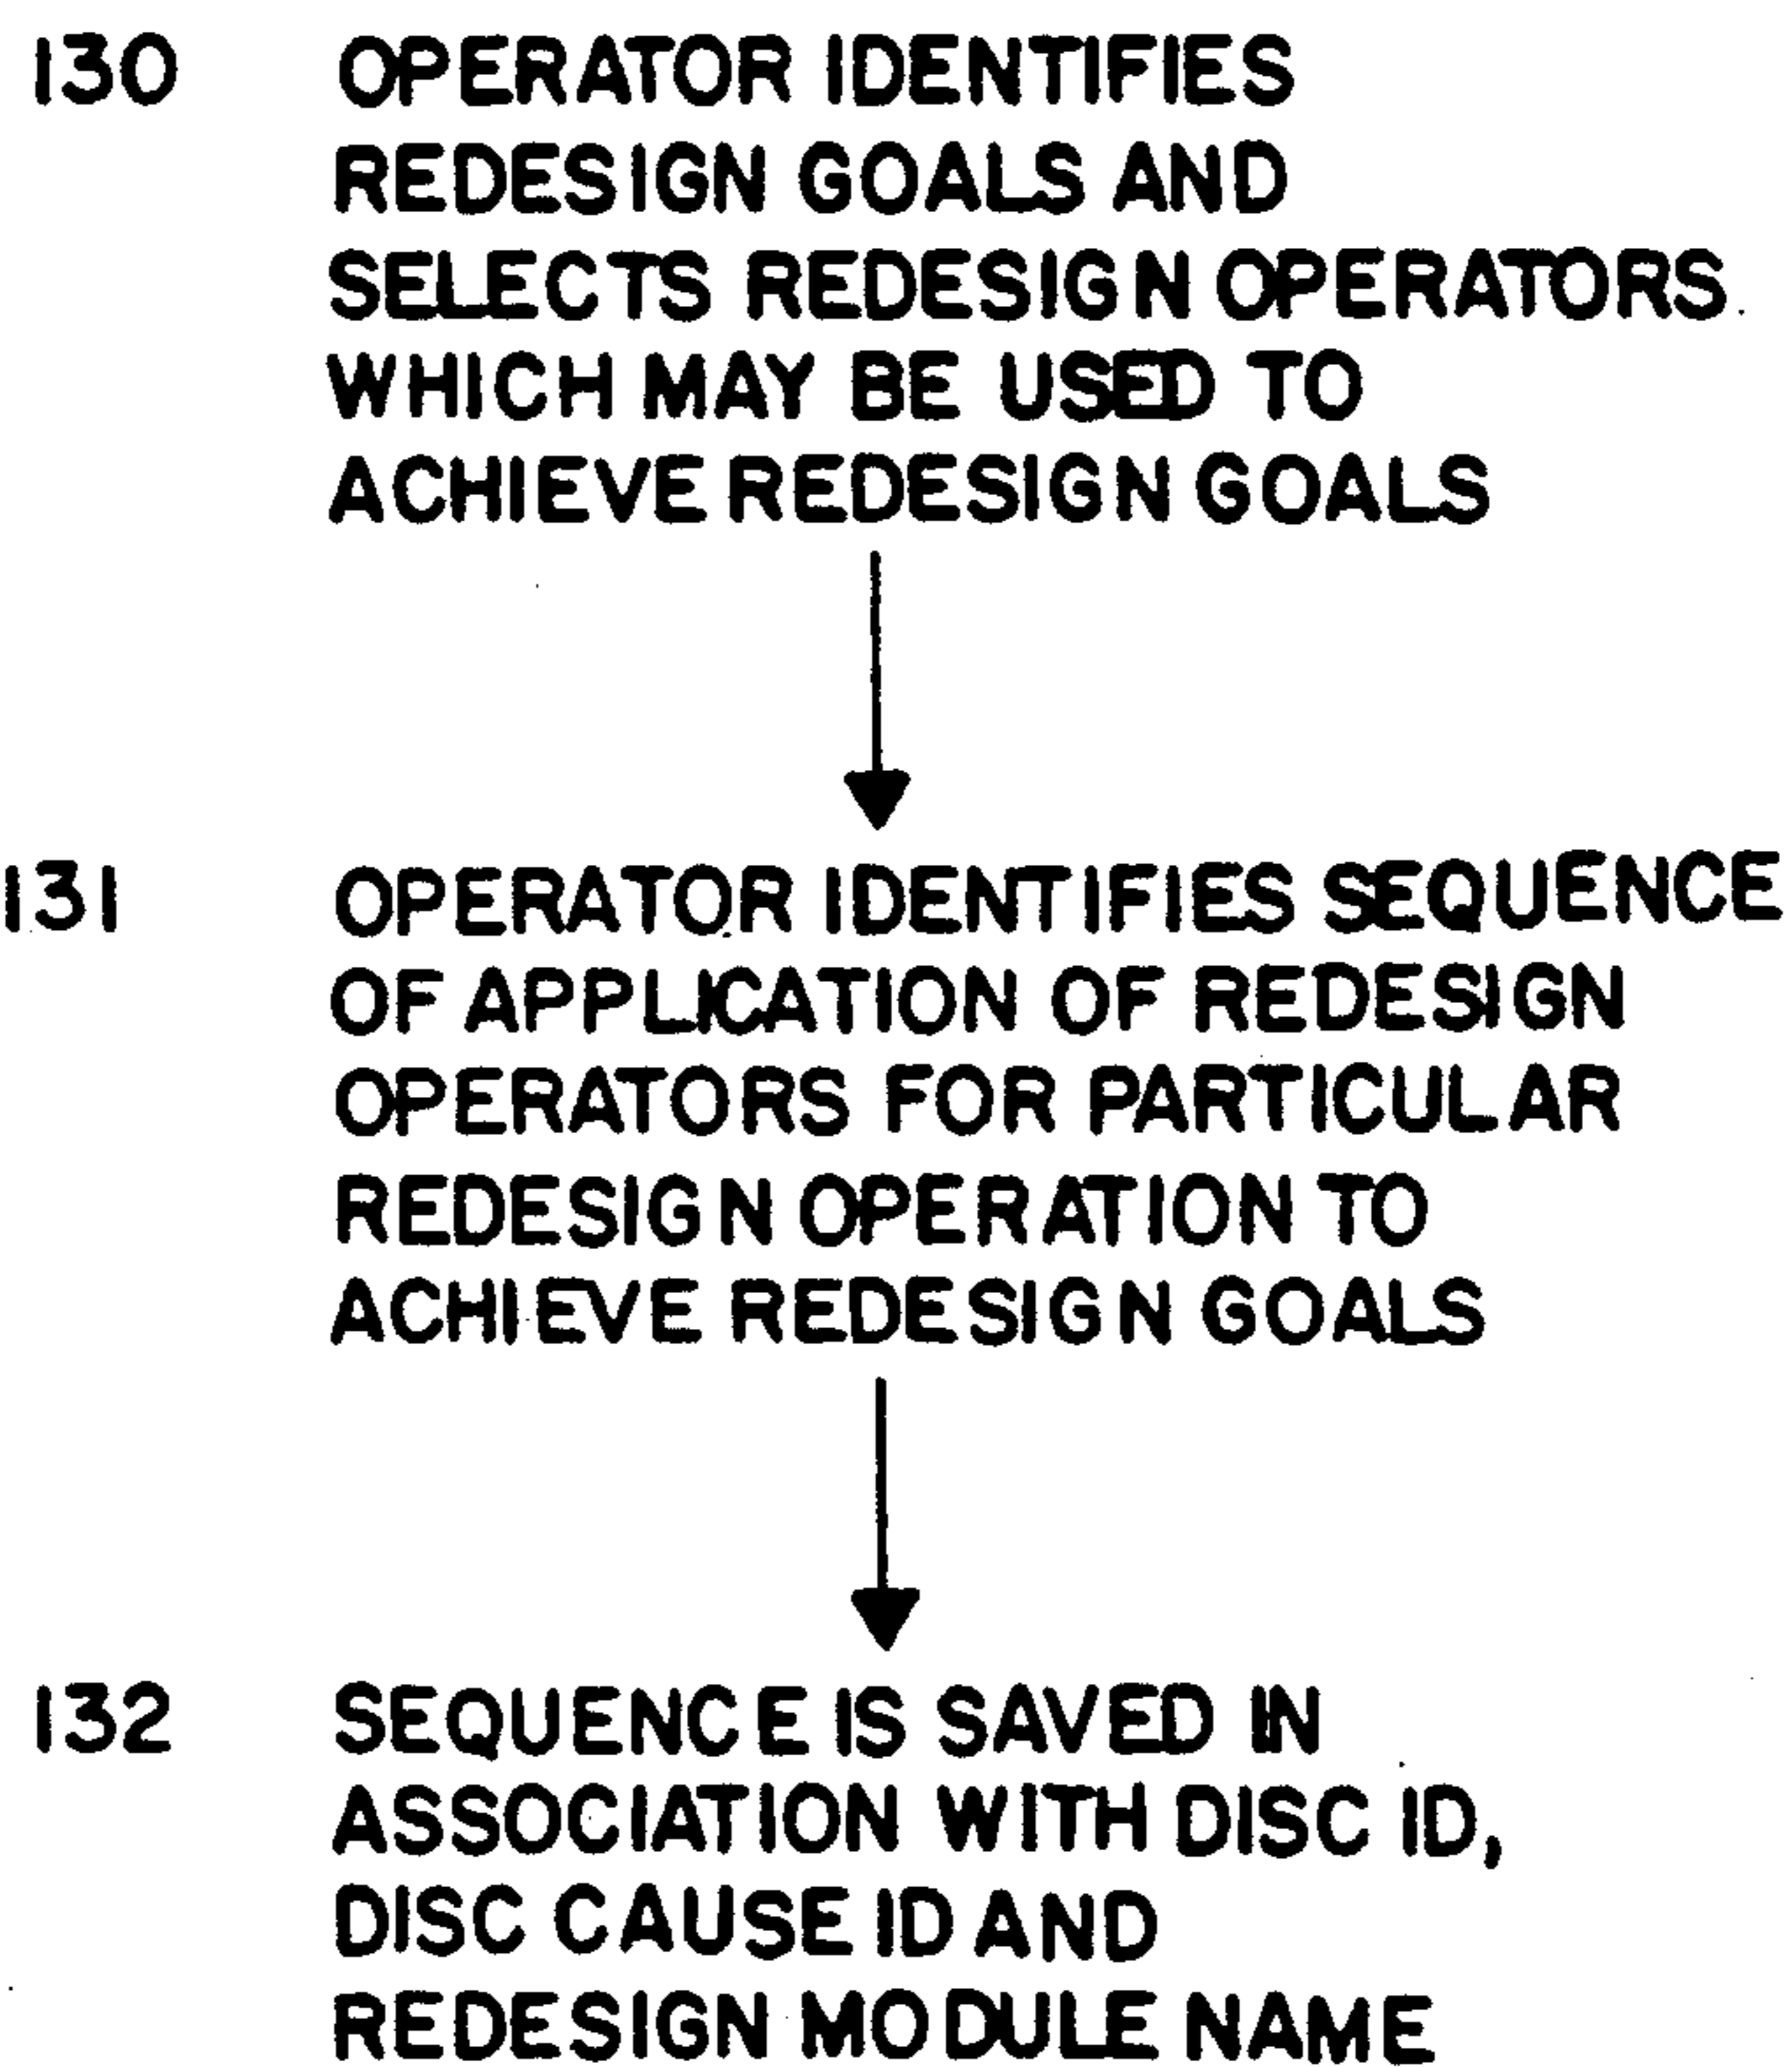 130 OPERATOR IDENTIFIES
REDESIGN GOALS AND
SELECTS REDESIGN OPERATORS
WHICH MAY BE USED TO
ACHIEVE REDESIGN GOALS
131 OPERATOR IDENTIFIES SEQUENCE
OF APPLICATION OF REDESIGN
OPERATORS FOR PARTICULAR
REDESIGN OPERATION TO
ACHIEVE REDESIGN GOALS
132 SEQUENCE IS SAVED IN
ASSOCIATION WITH DISC ID,
DISC CAUSE ID AND
REDESIGN MODULE NAME